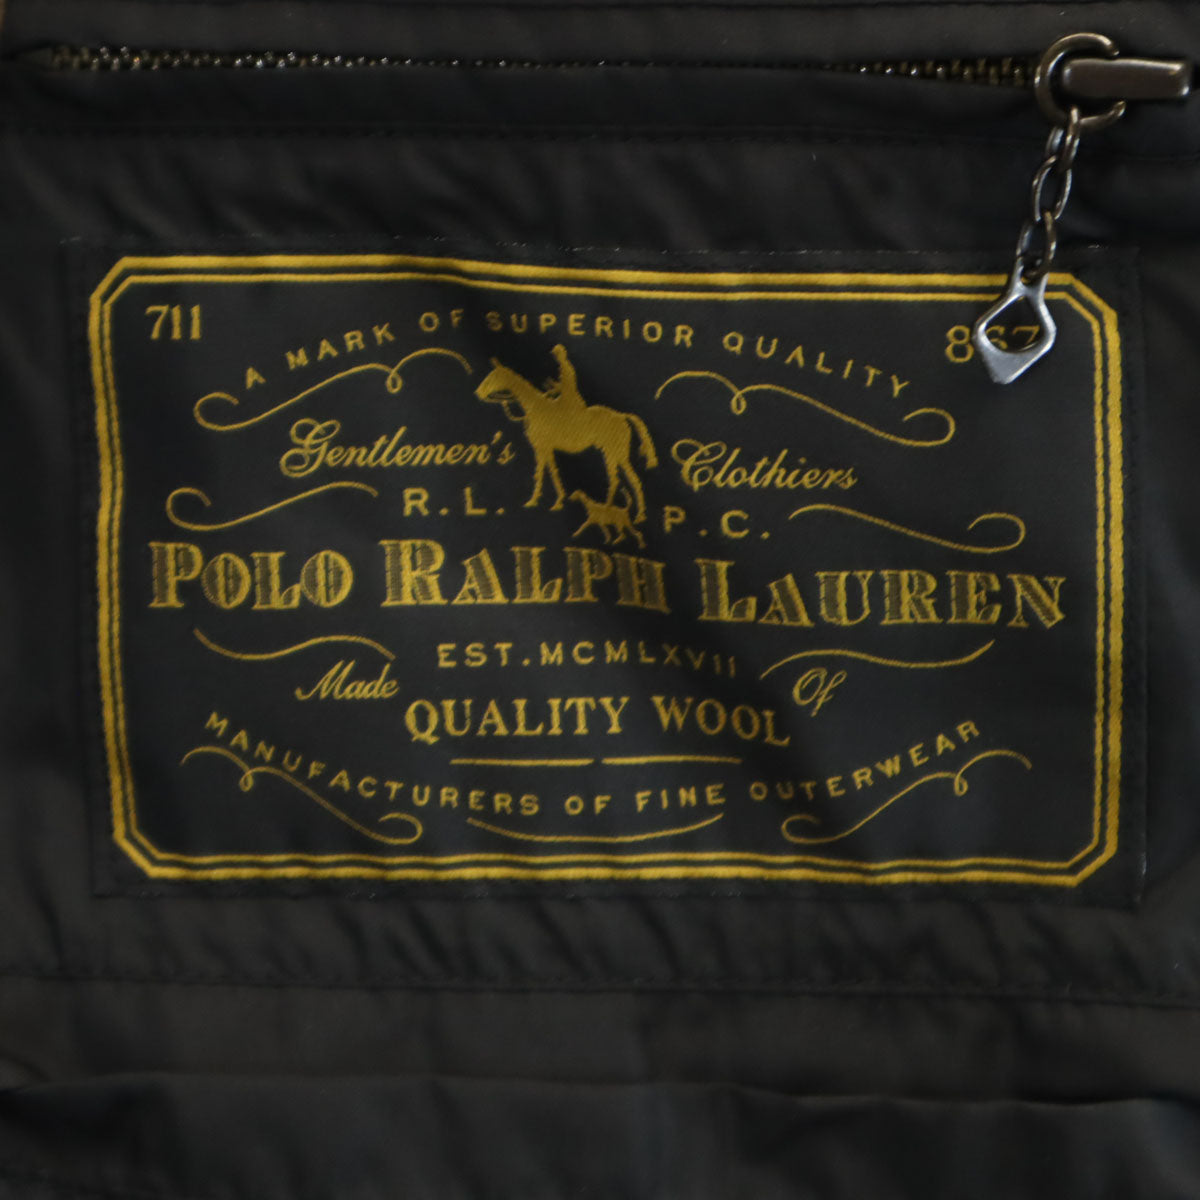 711 867
A MARK OF SUPERIOR QUALITY
Gentlemen's Clothiers
R.L. P.C.
POLO RALPH LAUREN
EST. MCMLXVII
Made Of
QUALITY WOOL
MANUFACTURERS OF FINE OUTERWEAR